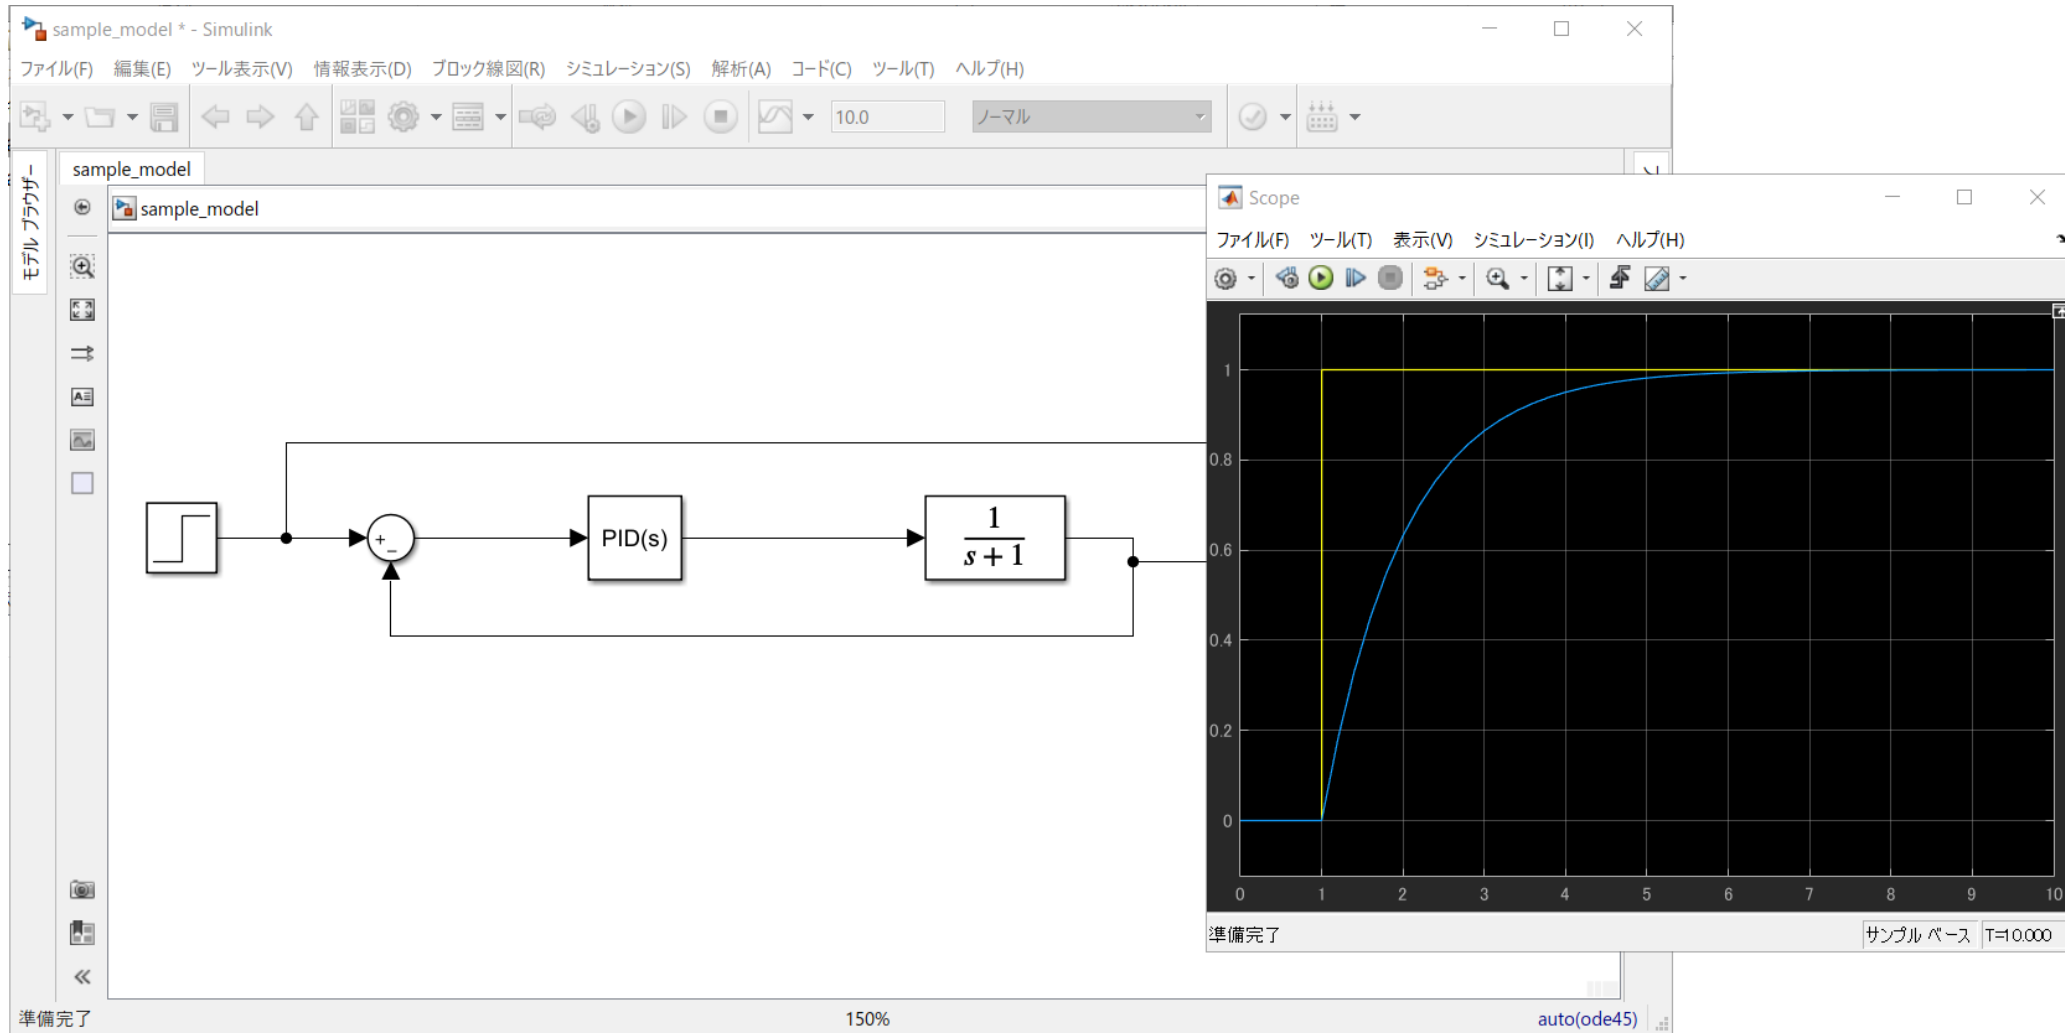 sample_model * - Simulink
ファイル(F) 編集(E) ツール表示(V) 情報表示(D) ブロック線図(R) シミュレーション(S) 解析(A) コード(C) ツール(T) ヘルプ(H)
10.0 ノーマル
モデル ブラウザー
sample_model
sample_model
+
−
PID(s)
1
s + 1
Scope
ファイル(F) ツール(T) 表示(V) シミュレーション(I) ヘルプ(H)
1
0.8
0.6
0.4
0.2
0
0 1 2 3 4 5 6 7 8 9 10
準備完了 サンプル ベース T=10.000
準備完了 150% auto(ode45)